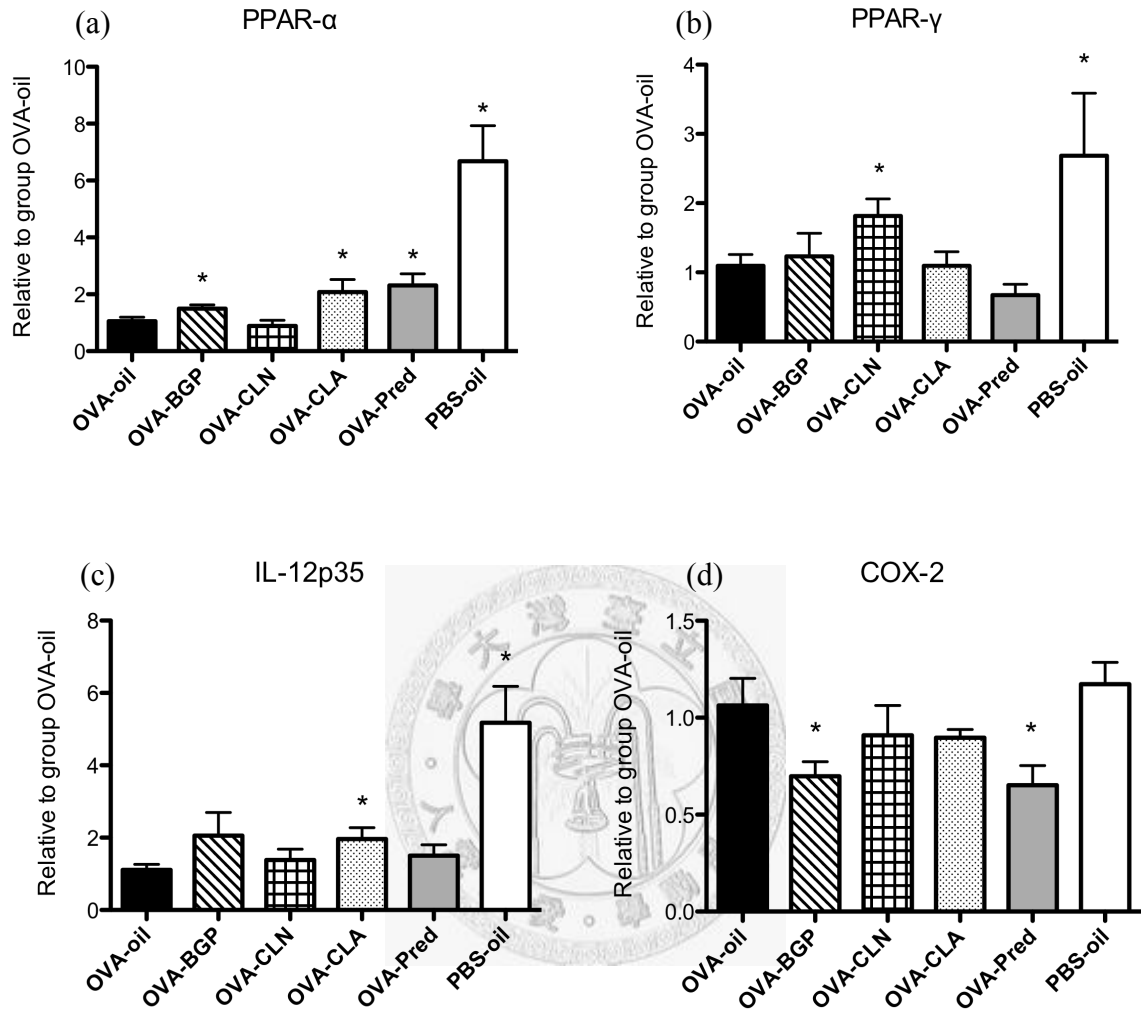 (a) PPAR-α
Relative to group OVA-oil
10
8
6
4
2
0
*
*
*
*
OVA-oil
OVA-BGP
OVA-CLN
OVA-CLA
OVA-Pred
PBS-oil
(b) PPAR-γ
Relative to group OVA-oil
4
3
2
1
0
*
*
OVA-oil
OVA-BGP
OVA-CLN
OVA-CLA
OVA-Pred
PBS-oil
(c) IL-12p35
Relative to group OVA-oil
8
6
4
2
0
*
*
OVA-oil
OVA-BGP
OVA-CLN
OVA-CLA
OVA-Pred
PBS-oil
(d) COX-2
Relative to group OVA-oil
1.5
1.0
0.5
0.0
*
*
OVA-oil
OVA-BGP
OVA-CLN
OVA-CLA
OVA-Pred
PBS-oil